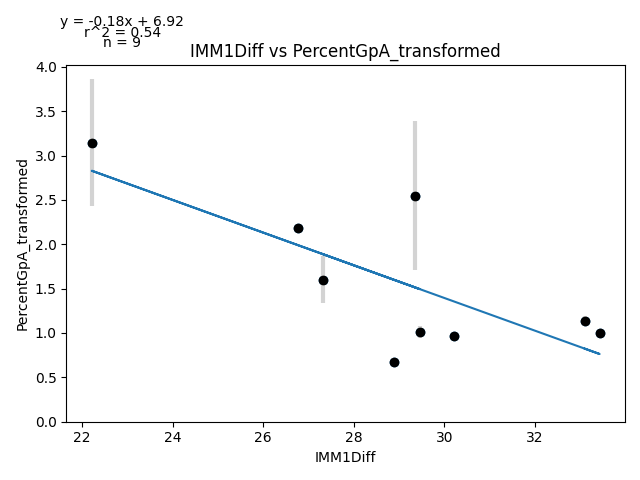 y = -0.18x + 6.92
r^2 = 0.54
n = 9
IMM1Diff vs PercentGpA_transformed
4.0
3.5
3.0
2.5
2.0
1.5
1.0
0.5
0.0
PercentGpA_transformed
22 24 26 28 30 32
IMM1Diff